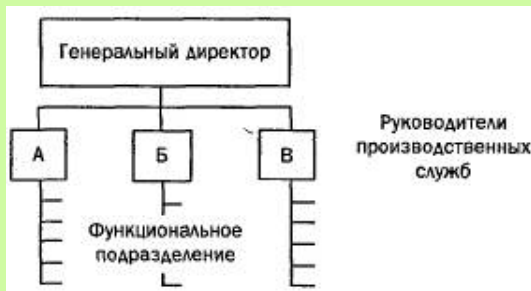 Генеральный директор
А
Б
В
Руководители
производственных
служб
Функциональное
подразделение